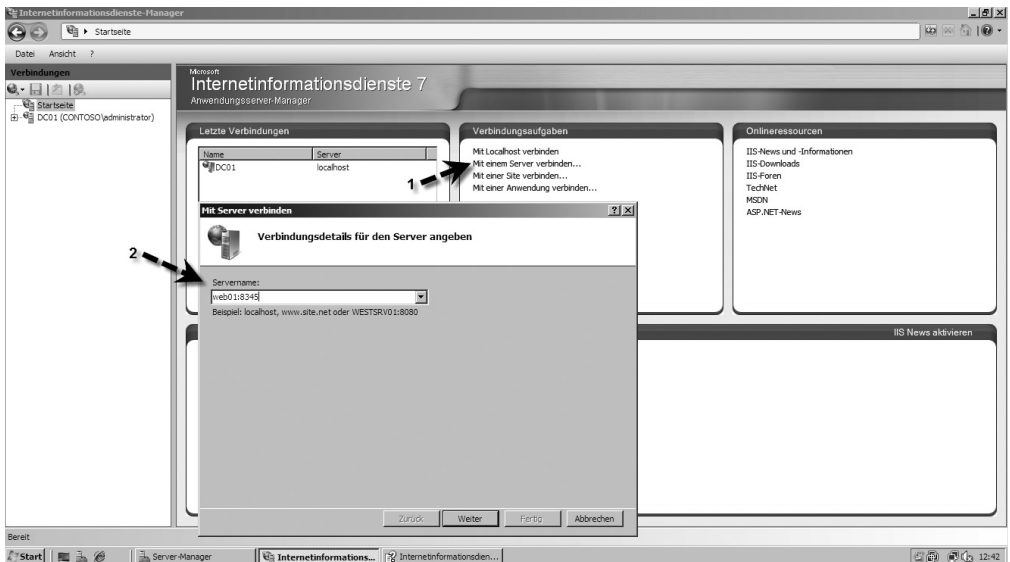 Internetinformationsdienste-Manager
Startseite
Datei Ansicht ?
Verbindungen
Startseite
DC01 (CONTOSO\administrator)
Microsoft
Internetinformationsdienste 7
Anwendungsserver-Manager
Letzte Verbindungen
Name Server
DC01 localhost
Verbindungsaufgaben
Mit Localhost verbinden
Mit einem Server verbinden...
Mit einer Site verbinden...
Mit einer Anwendung verbinden...
Onlineressourcen
IIS-News und -Informationen
IIS-Downloads
IIS-Foren
TechNet
MSDN
ASP.NET-News
1
Mit Server verbinden
Verbindungsdetails für den Server angeben
2
Servername:
web01:8345
Beispiel: localhost, www.site.net oder WESTSRV01:8080
IIS News aktivieren
Zurück Weiter Fertig Abbrechen
Bereit
Start Server-Manager Internetinformations... Internetinformationsdien... 12:42